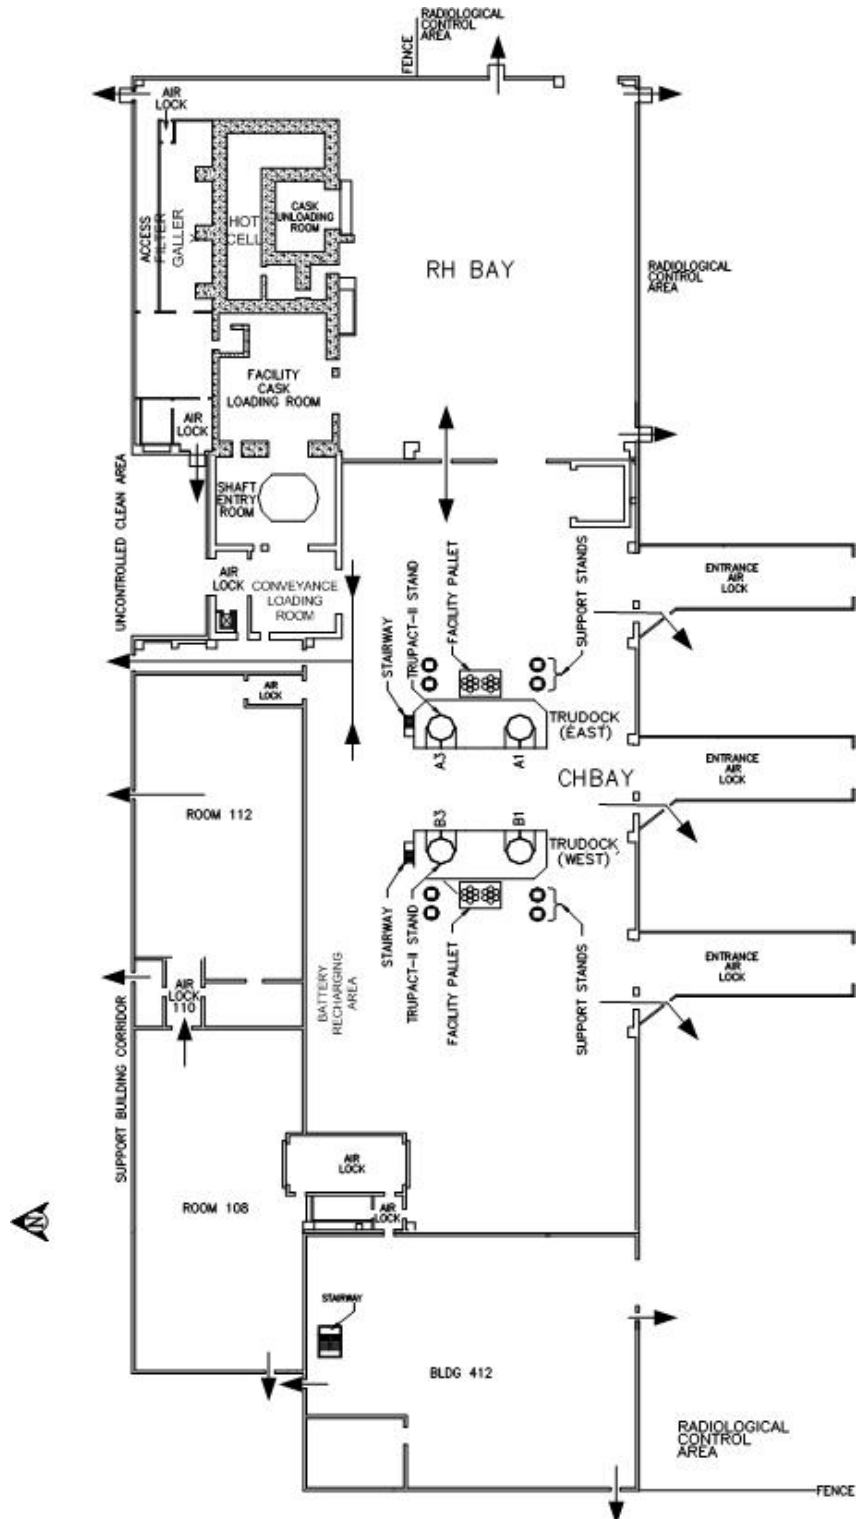 RADIOLOGICAL
CONTROL
AREA
FENCE
AIR
LOCK
ACCESS
FILTER
GALLER
Y
HOT
CELL
CASK
UNLOADING
ROOM
RH BAY
RADIOLOGICAL
CONTROL
AREA
FACILITY
CASK
LOADING ROOM
AIR
LOCK
UNCONTROLLED CLEAN AREA
SHAFT
ENTRY
ROOM
AIR
LOCK
CONVEYANCE
LOADING
ROOM
STAIRWAY
TRUPACT-II STAND
FACILITY PALLET
SUPPORT STANDS
ENTRANCE
AIR
LOCK
AIR
LOCK
A3
A1
TRUDOCK
(EAST)
CHBAY
ENTRANCE
AIR
LOCK
ROOM 112
B3
B1
TRUDOCK
(WEST)
STAIRWAY
TRUPACT-II STAND
FACILITY PALLET
SUPPORT STANDS
ENTRANCE
AIR
LOCK
AIR
LOCK
110
BATTERY
RECHARGING
AREA
SUPPORT BUILDING CORRIDOR
AIR
LOCK
ROOM 108
AIR
LOCK
N
STAIRWAY
BLDG 412
RADIOLOGICAL
CONTROL
AREA
FENCE